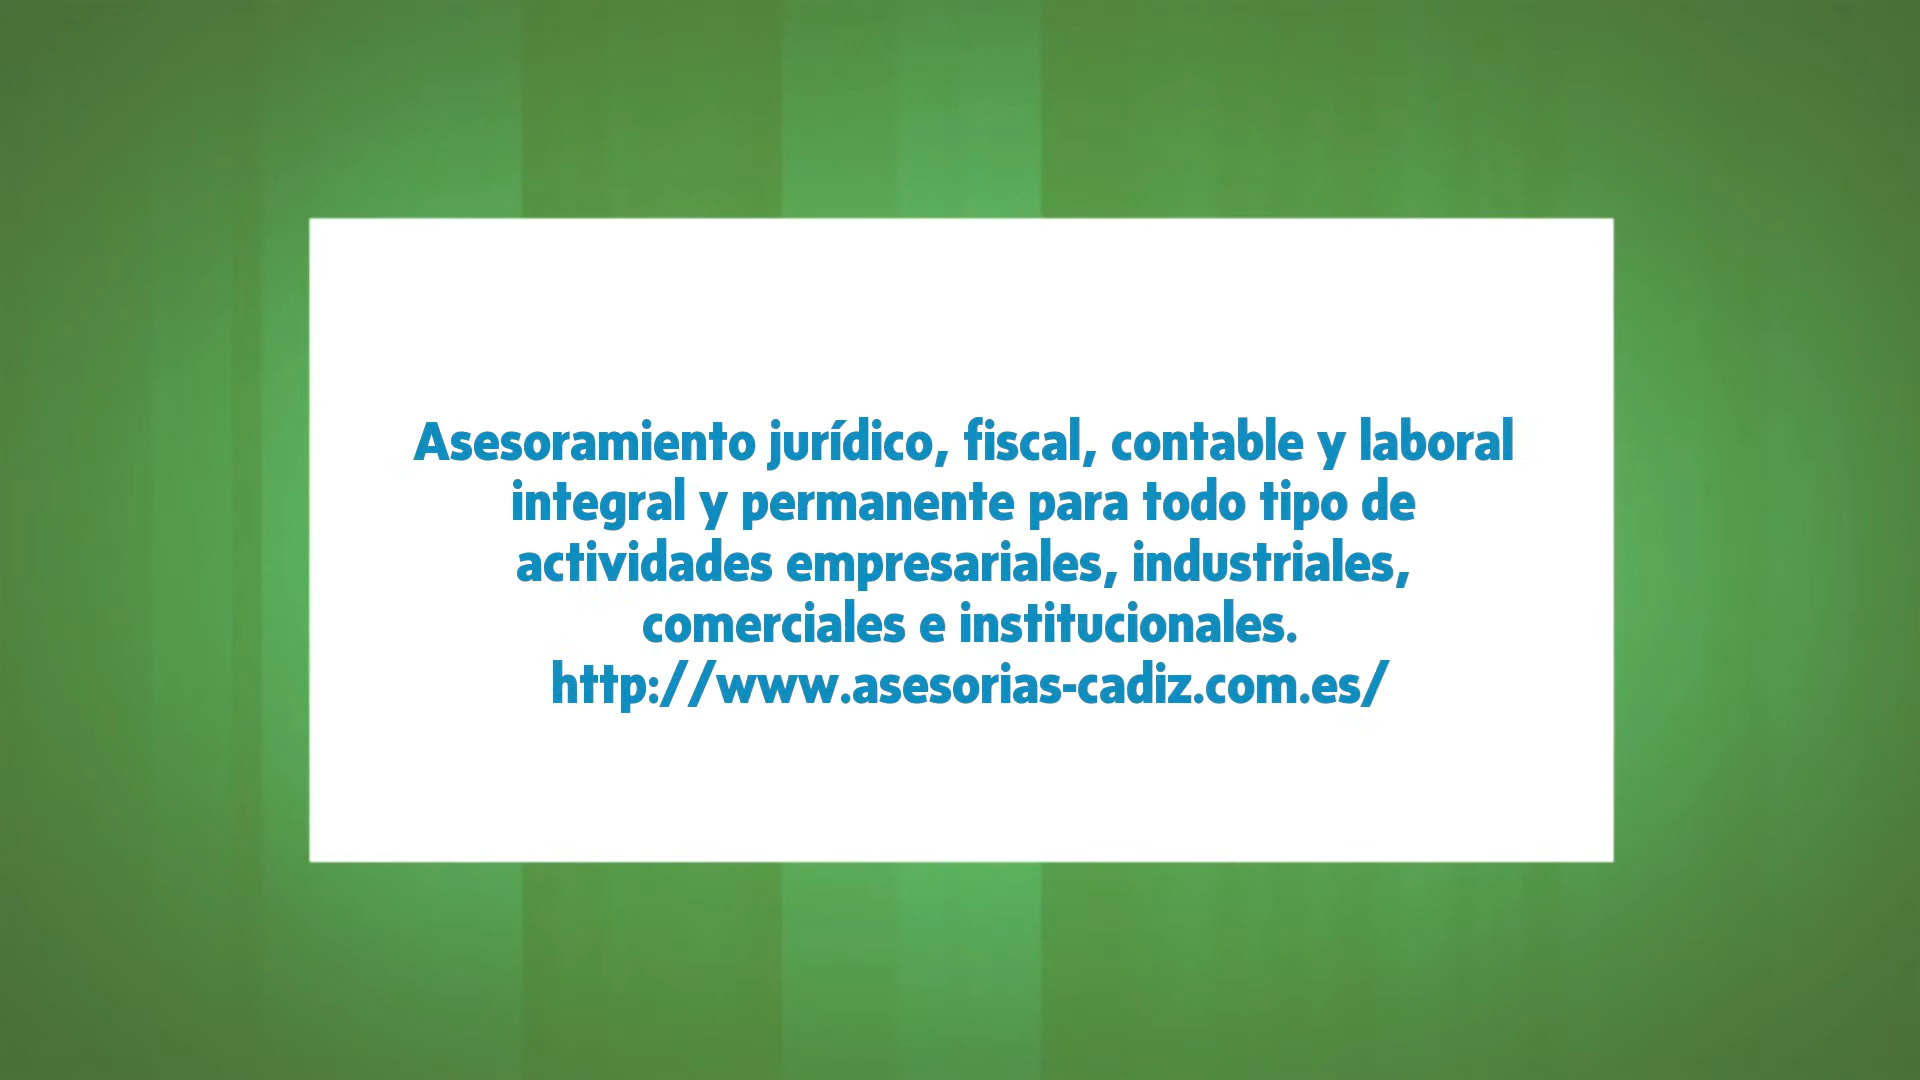 Asesoramiento jurídico, fiscal, contable y laboral
integral y permanente para todo tipo de
actividades empresariales, industriales,
comerciales e institucionales.
http://www.asesorias-cadiz.com.es/